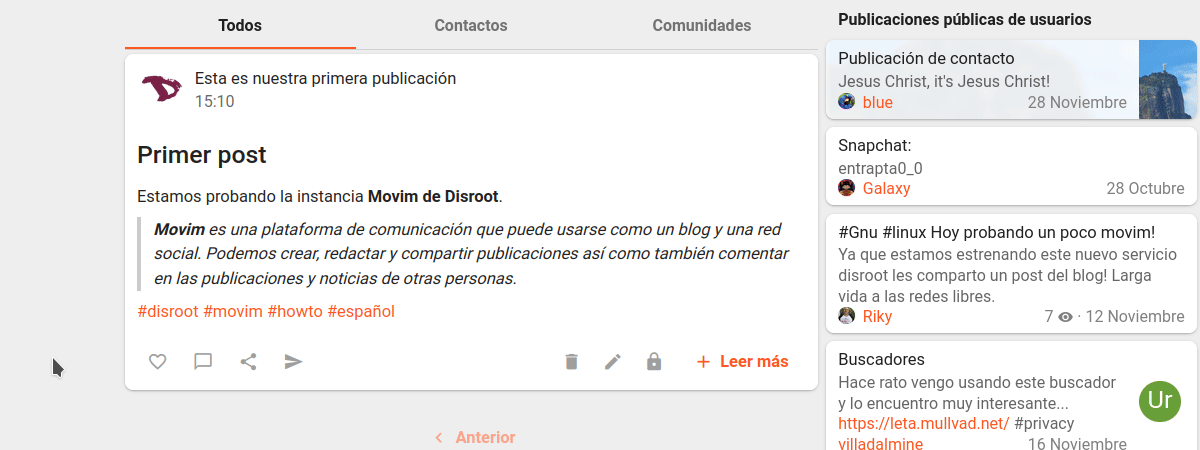 Todos
Contactos
Comunidades
Esta es nuestra primera publicación
15:10
Primer post
Estamos probando la instancia Movim de Disroot.
Movim es una plataforma de comunicación que puede usarse como un blog y una red
social. Podemos crear, redactar y compartir publicaciones así como también comentar
en las publicaciones y noticias de otras personas.
#disroot #movim #howto #español
Leer más
Anterior
Publicaciones públicas de usuarios
Publicación de contacto
Jesus Christ, it's Jesus Christ!
blue 28 Noviembre
Snapchat:
entrapta0_0
Galaxy 28 Octubre
#Gnu #linux Hoy probando un poco movim!
Ya que estamos estrenando este nuevo servicio
disroot les comparto un post del blog! Larga
vida a las redes libres.
Riky 7 · 12 Noviembre
Buscadores
Hace rato vengo usando este buscador
y lo encuentro muy interesante...
https://leta.mullvad.net/ #privacy
Ur
villadalmine 16 Noviembre